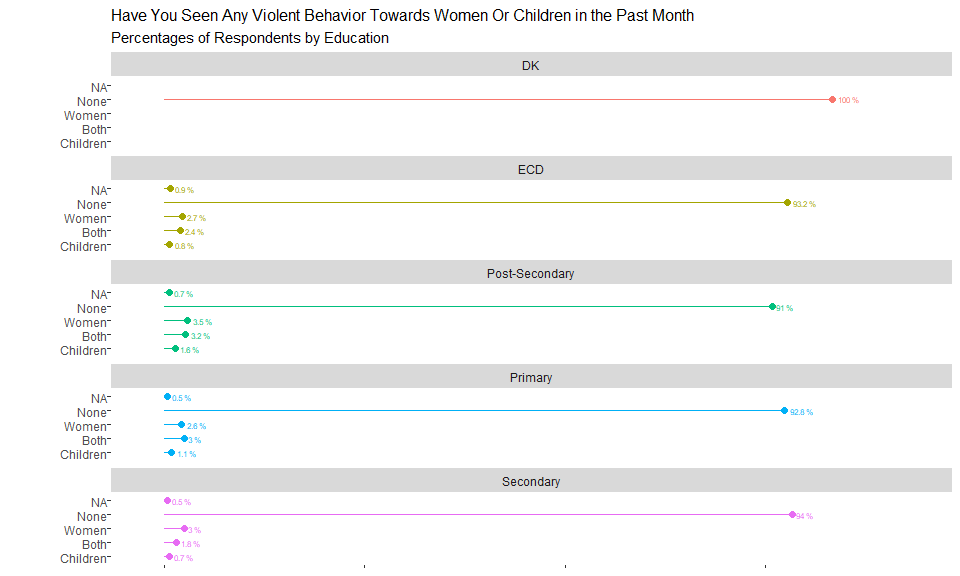 Have You Seen Any Violent Behavior Towards Women Or Children in the Past Month
Percentages of Respondents by Education
DK
NA
None 100 %
Women
Both
Children
ECD
NA 0.9 %
None 93.2 %
Women 2.7 %
Both 2.4 %
Children 0.8 %
Post-Secondary
NA 0.7 %
None 91 %
Women 3.5 %
Both 3.2 %
Children 1.6 %
Primary
NA 0.5 %
None 92.8 %
Women 2.6 %
Both 3 %
Children 1.1 %
Secondary
NA 0.5 %
None 94 %
Women 3 %
Both 1.8 %
Children 0.7 %